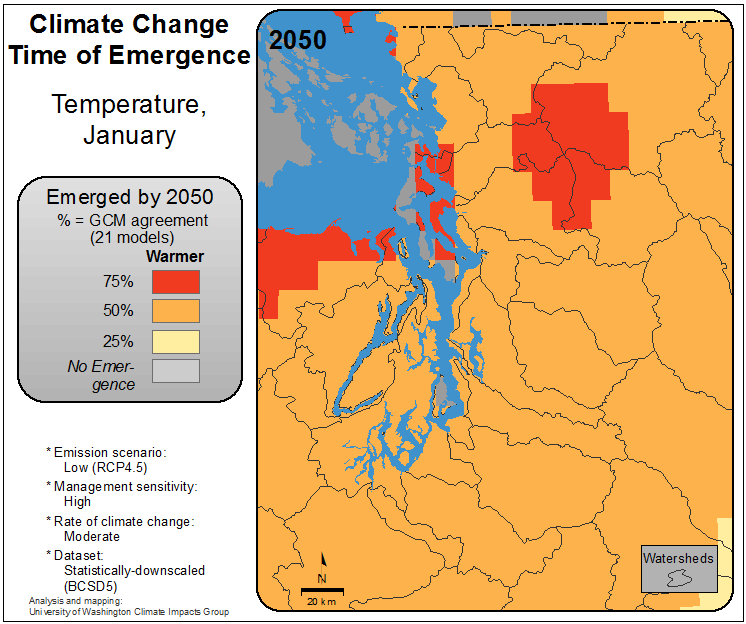 Climate Change
Time of Emergence
Temperature,
January
Emerged by 2050
% = GCM agreement
(21 models)
Warmer
75%
50%
25%
No Emer-
gence
* Emission scenario:
Low (RCP4.5)
* Management sensitivity:
High
* Rate of climate change:
Moderate
* Dataset:
Statistically-downscaled
(BCSD5)
Analysis and mapping:
University of Washington Climate Impacts Group
2050
N
20 km
Watersheds